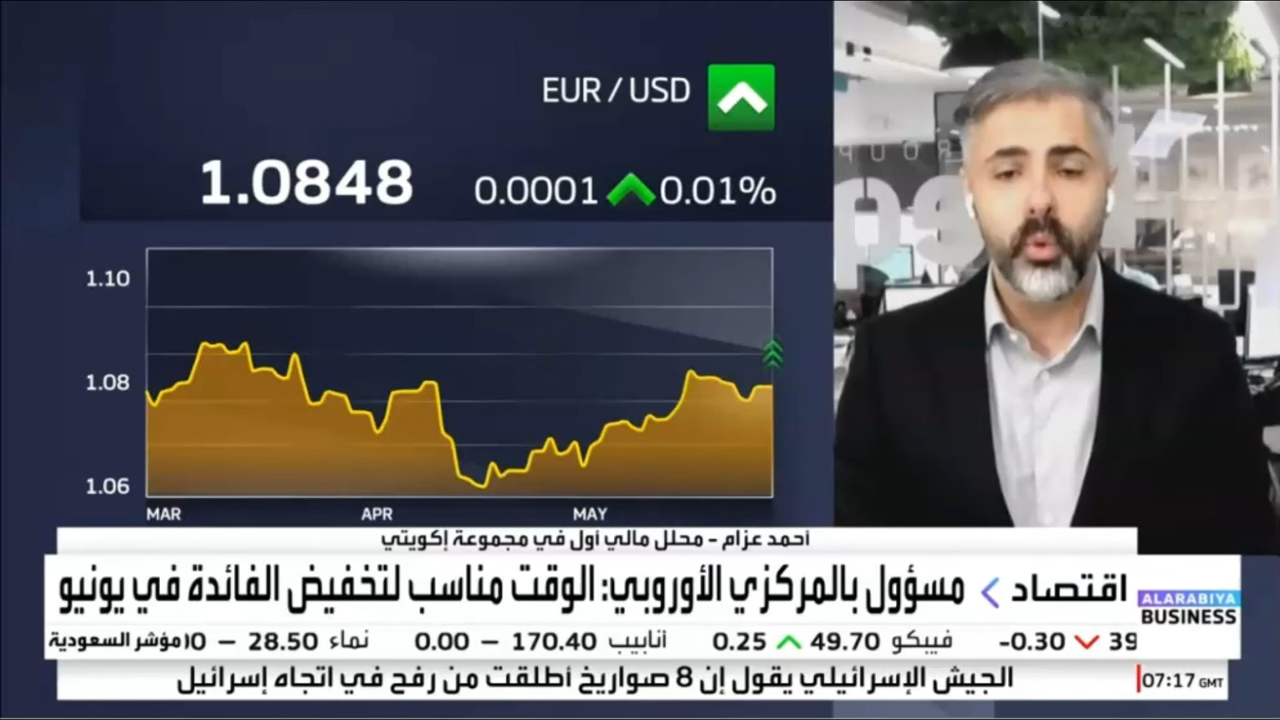 EUR / USD
1.0848 0.0001 0.01%
1.10
1.08
1.06
MAR APR MAY
أحمد عزام - محلل مالي أول في مجموعة إكويتي
اقتصاد مسؤول بالمركزي الأوروبي: الوقت مناسب لتخفيض الفائدة في يونيو
ALARABIYA
BUSINESS
39 -0.30 فيبكو 49.70 0.25 أنابيب 170.40 – 0.00 نماء 28.50 – مؤشر السعودية
الجيش الإسرائيلي يقول إن 8 صواريخ أطلقت من رفح في اتجاه إسرائيل
07:17 GMT